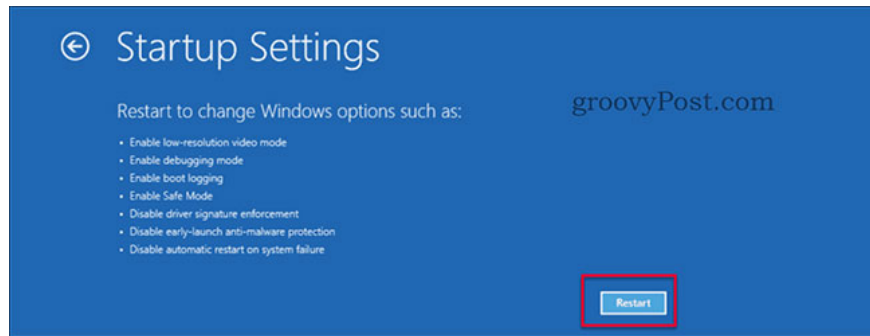 Startup Settings
Restart to change Windows options such as:
groovyPost.com
• Enable low-resolution video mode
• Enable debugging mode
• Enable boot logging
• Enable Safe Mode
• Disable driver signature enforcement
• Disable early-launch anti-malware protection
• Disable automatic restart on system failure
Restart